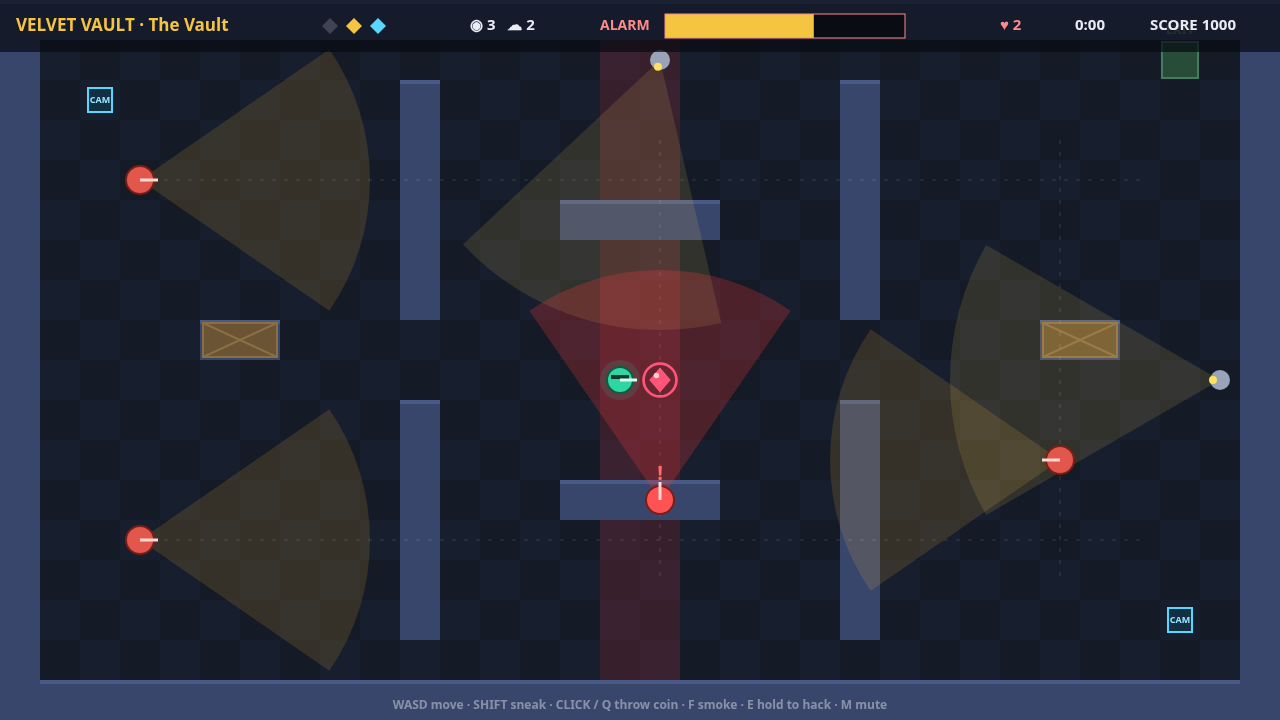 VELVET VAULT · The Vault
◉ 3 ☁ 2
ALARM
♥ 2
0:00
SCORE 1000
CAM
!
CAM
WASD move · SHIFT sneak · CLICK / Q throw coin · F smoke · E hold to hack · M mute